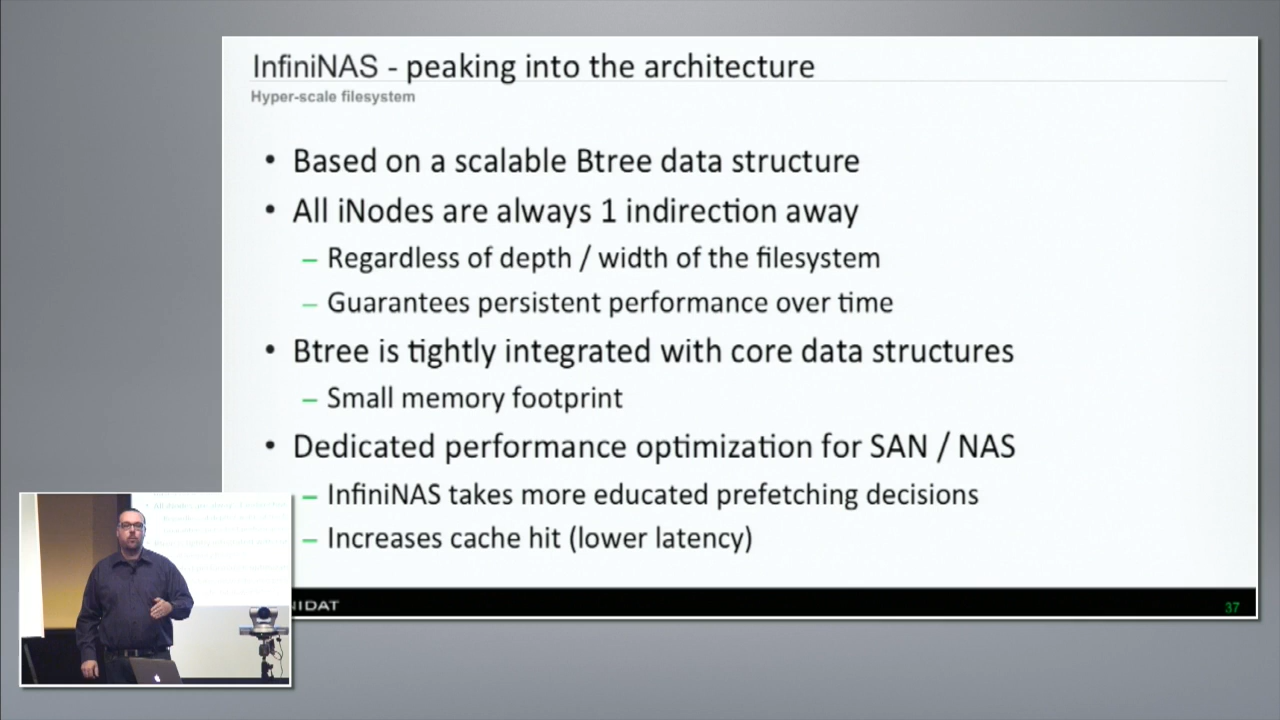 InfiniNAS - peaking into the architecture
Hyper-scale filesystem
• Based on a scalable Btree data structure
• All iNodes are always 1 indirection away
– Regardless of depth / width of the filesystem
– Guarantees persistent performance over time
• Btree is tightly integrated with core data structures
– Small memory footprint
• Dedicated performance optimization for SAN / NAS
– InfiniNAS takes more educated prefetching decisions
– Increases cache hit (lower latency)
NIDAT
37